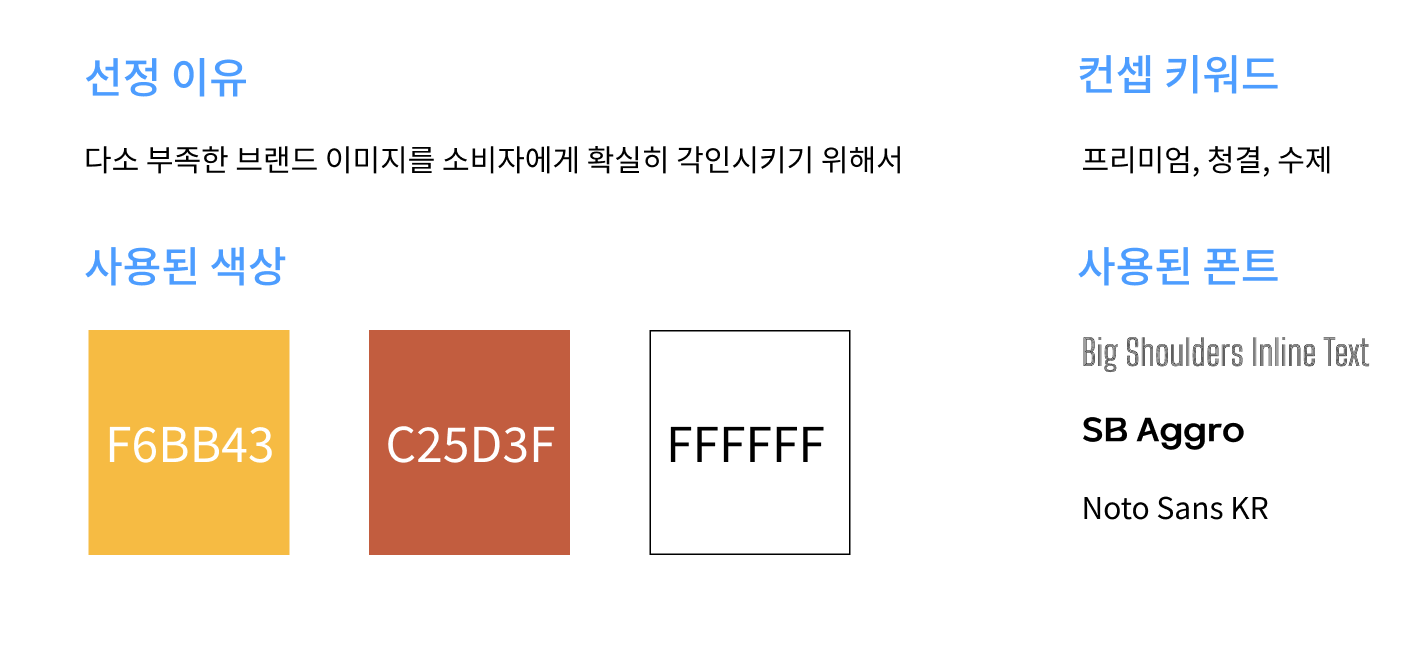 선정 이유
다소 부족한 브랜드 이미지를 소비자에게 확실히 각인시키기 위해서
컨셉 키워드
프리미엄, 청결, 수제
사용된 색상
F6BB43
C25D3F
FFFFFF
사용된 폰트
Big Shoulders Inline Text
SB Aggro
Noto Sans KR